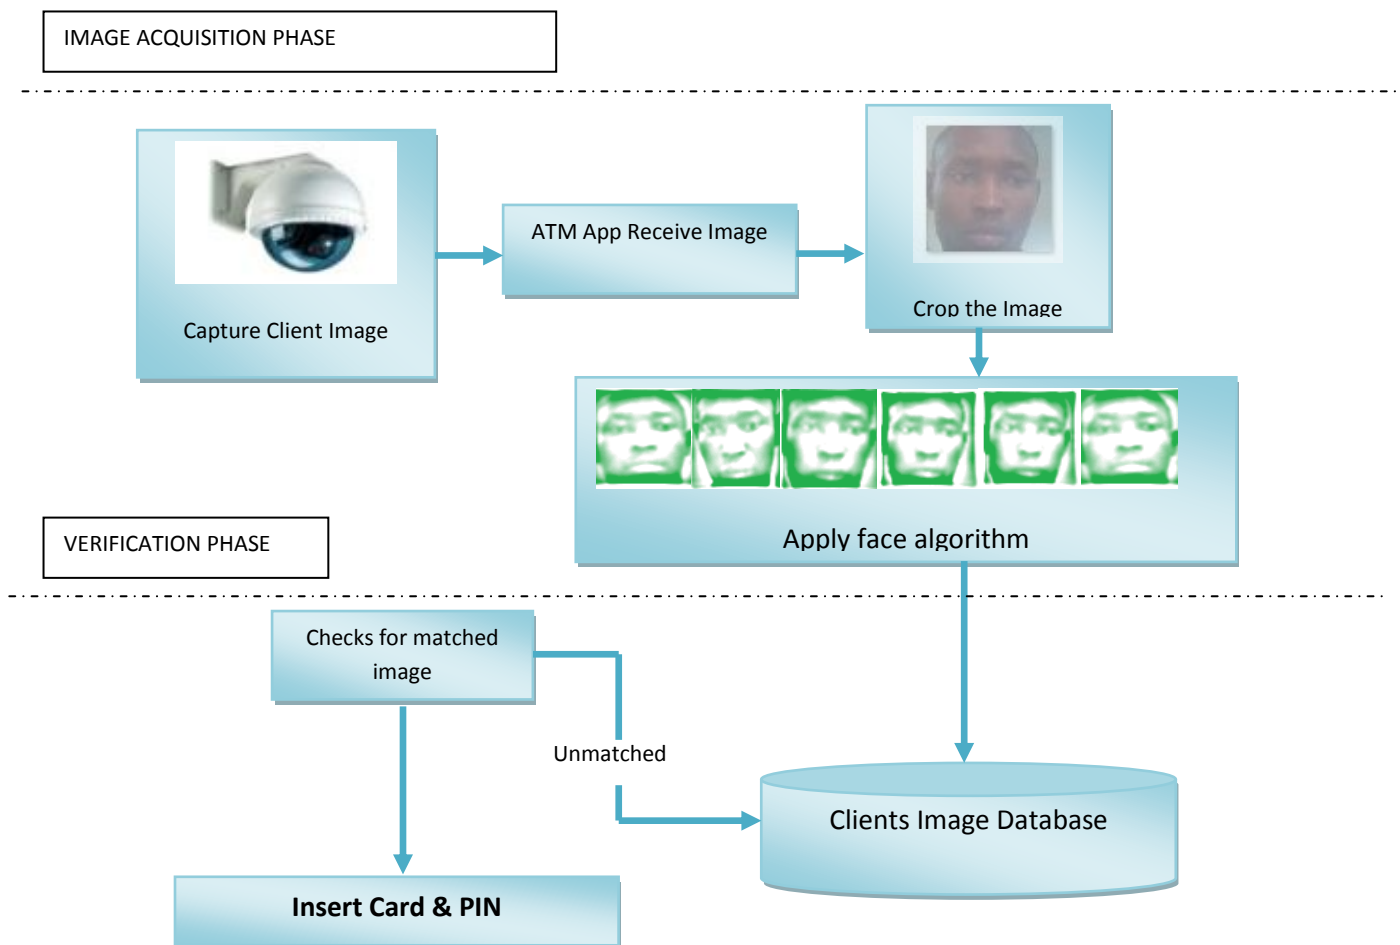 IMAGE ACQUISITION PHASE
ATM App Receive Image
Capture Client Image
Crop the Image
Apply face algorithm
VERIFICATION PHASE
Checks for matched
image
Unmatched
Clients Image Database
Insert Card & PIN